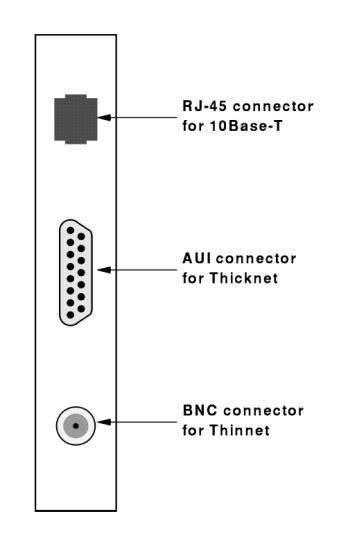 RJ-45 connector
for 10Base-T
AUI connector
for Thicknet
BNC connector
for Thinnet